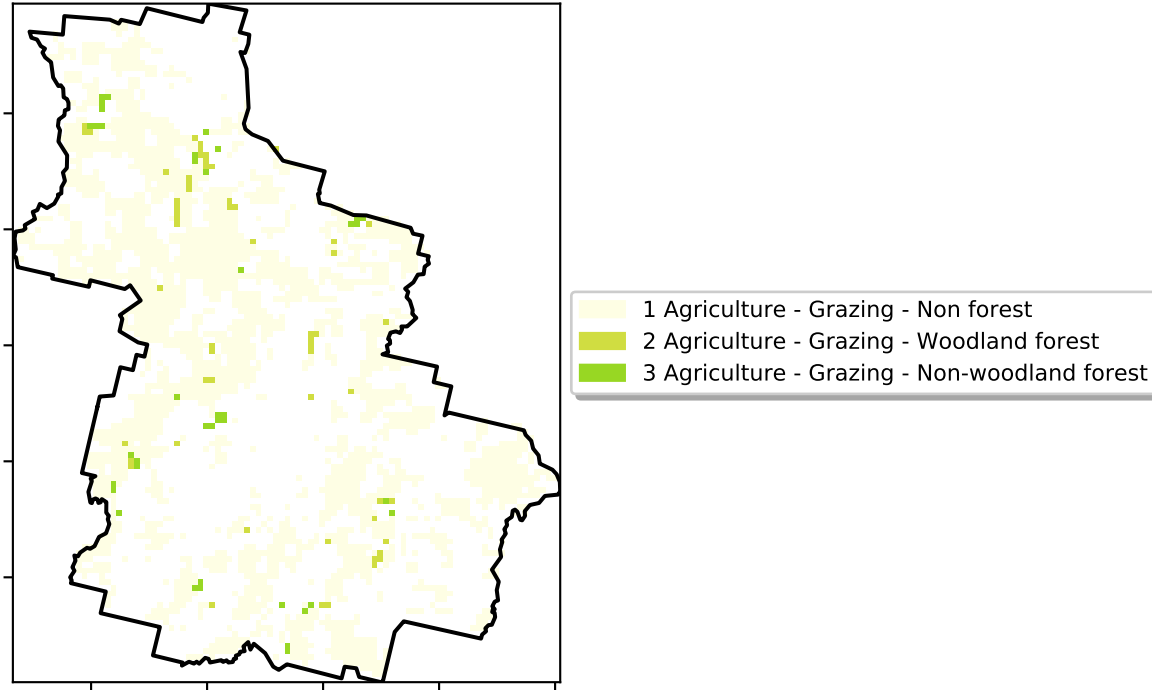 1 Agriculture - Grazing - Non forest
2 Agriculture - Grazing - Woodland forest
3 Agriculture - Grazing - Non-woodland forest